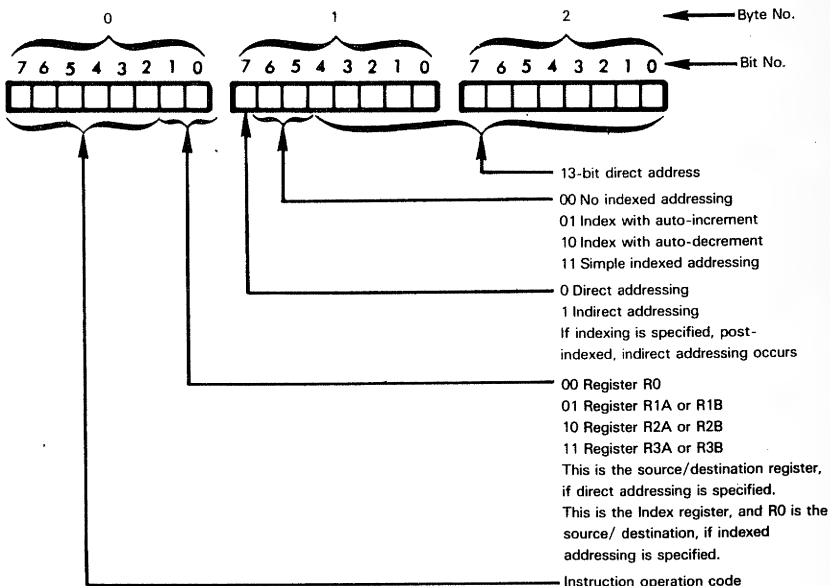 0 1 2 Byte No.
7 6 5 4 3 2 1 0 7 6 5 4 3 2 1 0 7 6 5 4 3 2 1 0 Bit No.
13-bit direct address
00 No indexed addressing
01 Index with auto-increment
10 Index with auto-decrement
11 Simple indexed addressing
0 Direct addressing
1 Indirect addressing
If indexing is specified, post-
indexed, indirect addressing occurs
00 Register R0
01 Register R1A or R1B
10 Register R2A or R2B
11 Register R3A or R3B
This is the source/destination register,
if direct addressing is specified.
This is the Index register, and R0 is the
source/ destination, if indexed
addressing is specified.
Instruction operation code